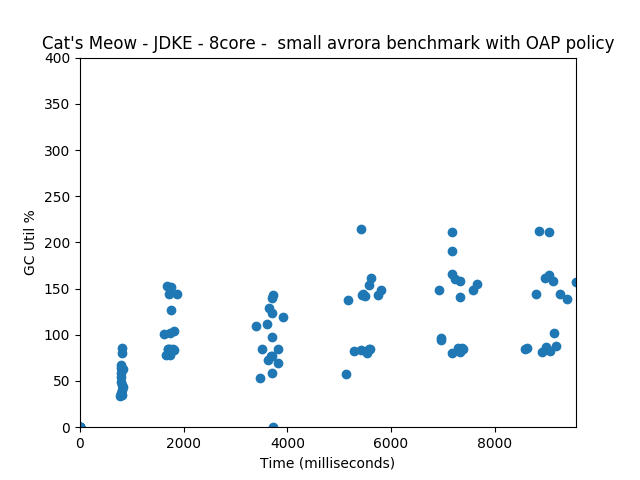 Cat's Meow - JDKE - 8core -  small avrora benchmark with OAP policy
400
350
300
250
200
150
100
50
0
GC Util %
0 2000 4000 6000 8000
Time (milliseconds)